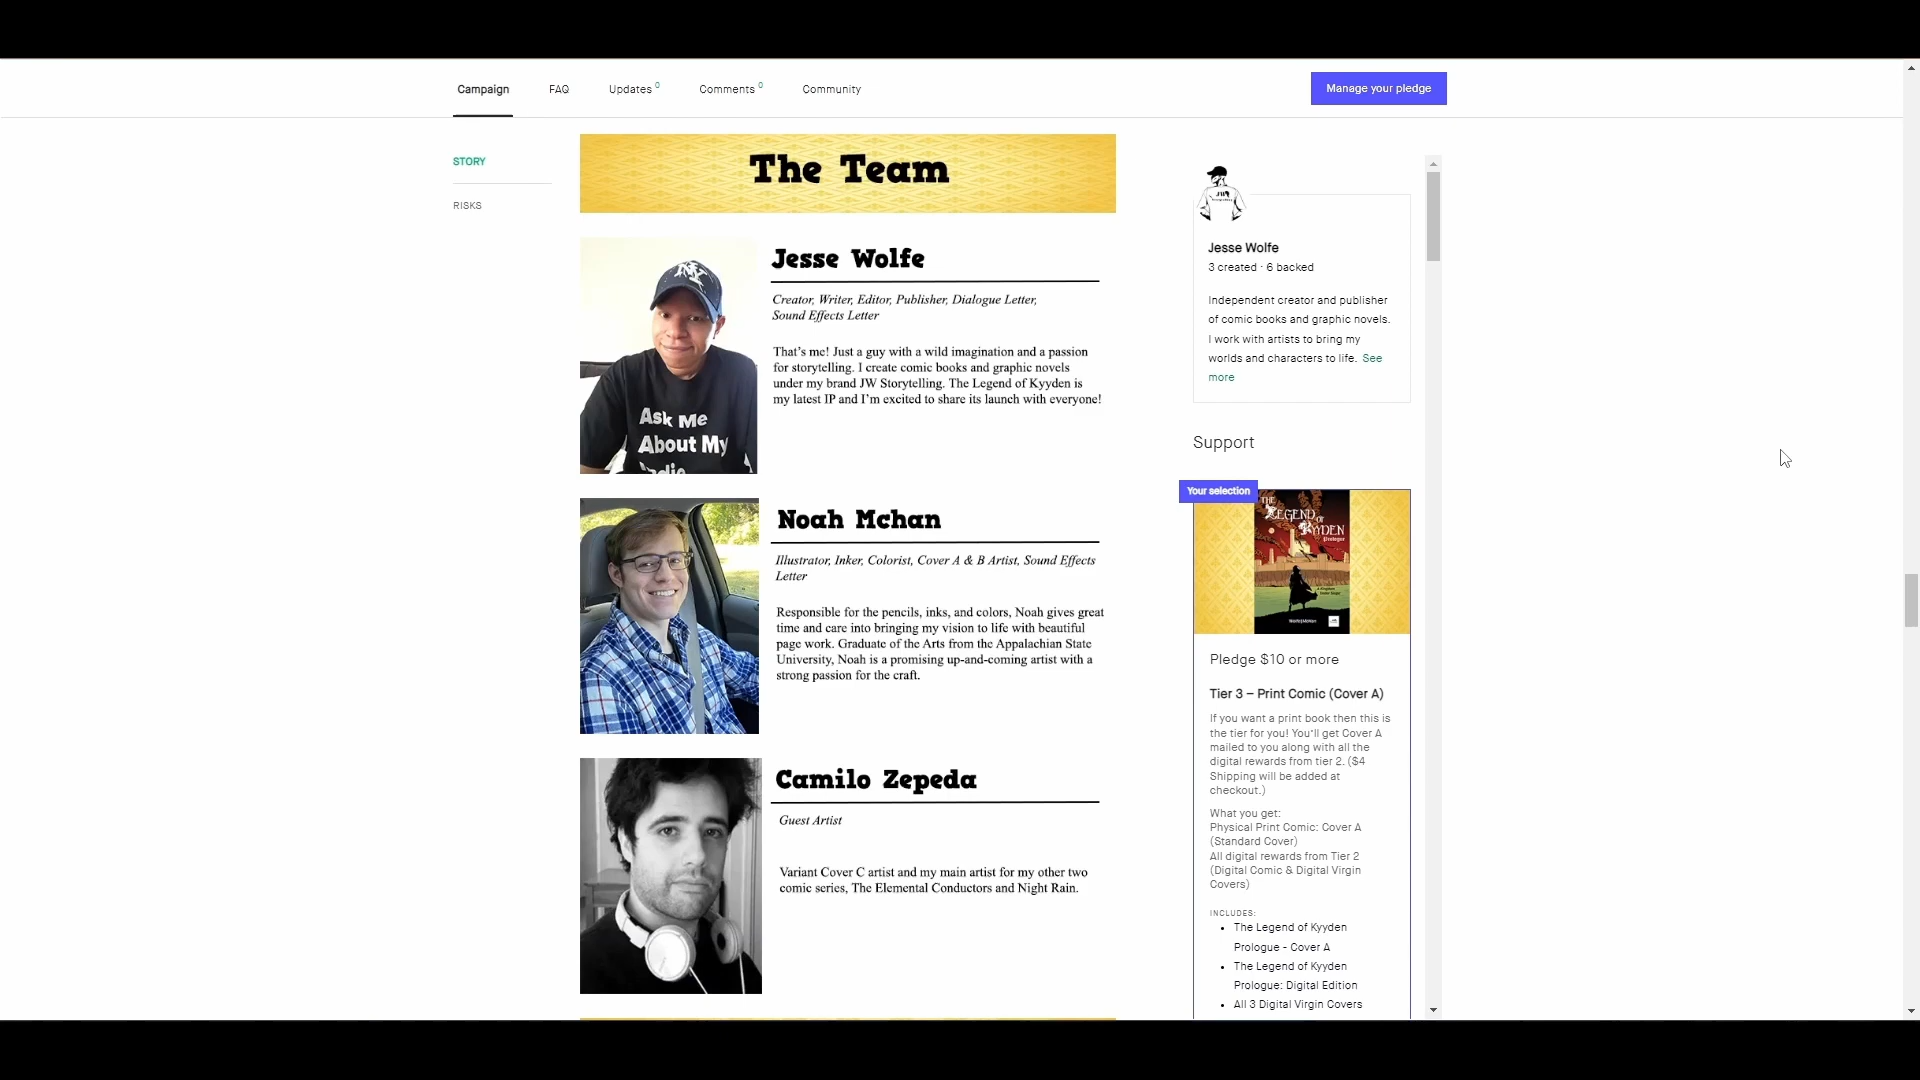 Campaign
FAQ
Updates 0
Comments 0
Community
Manage your pledge
STORY
RISKS
The Team
Jesse Wolfe
Creator, Writer, Editor, Publisher, Dialogue Letter,
Sound Effects Letter
That's me! Just a guy with a wild imagination and a passion
for storytelling. I create comic books and graphic novels
under my brand JW Storytelling. The Legend of Kyyden is
my latest IP and I'm excited to share its launch with everyone!
Ask Me
About My
Indie
Noah Mchan
Illustrator, Inker, Colorist, Cover A & B Artist, Sound Effects
Letter
Responsible for the pencils, inks, and colors, Noah gives great
time and care into bringing my vision to life with beautiful
page work. Graduate of the Arts from the Appalachian State
University, Noah is a promising up-and-coming artist with a
strong passion for the craft.
Camilo Zepeda
Guest Artist
Variant Cover C artist and my main artist for my other two
comic series, The Elemental Conductors and Night Rain.
JW
Jesse Wolfe
3 created · 6 backed
Independent creator and publisher
of comic books and graphic novels.
I work with artists to bring my
worlds and characters to life. See
more
Support
Your selection
THE
LEGEND OF
KYYDEN
Prologue
Pledge $10 or more
Tier 3 – Print Comic (Cover A)
If you want a print book then this is
the tier for you! You'll get Cover A
mailed to you along with all the
digital rewards from tier 2. ($4
Shipping will be added at
checkout.)
What you get:
Physical Print Comic: Cover A
(Standard Cover)
All digital rewards from Tier 2
(Digital Comic & Digital Virgin
Covers)
INCLUDES:
• The Legend of Kyyden
Prologue - Cover A
• The Legend of Kyyden
Prologue: Digital Edition
• All 3 Digital Virgin Covers